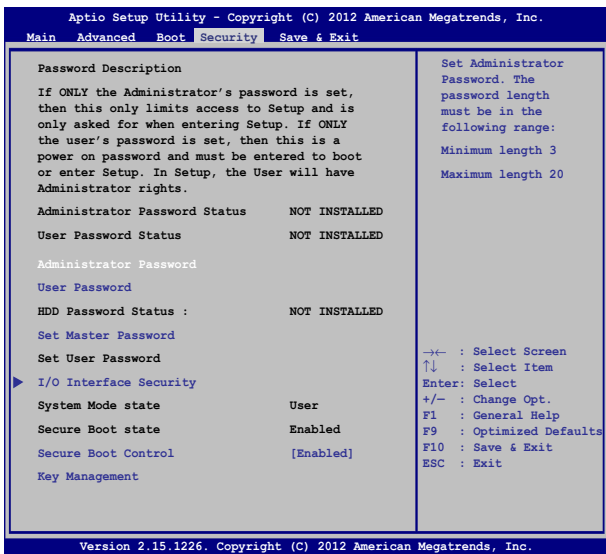 Aptio Setup Utility - Copyright (C) 2012 American Megatrends, Inc.
Main Advanced Boot Security Save & Exit
Password Description
If ONLY the Administrator's password is set,
then this only limits access to Setup and is
only asked for when entering Setup. If ONLY
the user's password is set, then this is a
power on password and must be entered to boot
or enter Setup. In Setup, the User will have
Administrator rights.
Administrator Password Status NOT INSTALLED
User Password Status NOT INSTALLED
Administrator Password
User Password
HDD Password Status : NOT INSTALLED
Set Master Password
Set User Password
I/O Interface Security
System Mode state User
Secure Boot state Enabled
Secure Boot Control [Enabled]
Key Management
Set Administrator
Password. The
password length
must be in the
following range:
Minimum length 3
Maximum length 20
→← : Select Screen
↑↓ : Select Item
Enter: Select
+/— : Change Opt.
F1 : General Help
F9 : Optimized Defaults
F10 : Save & Exit
ESC : Exit
Version 2.15.1226. Copyright (C) 2012 American Megatrends, Inc.